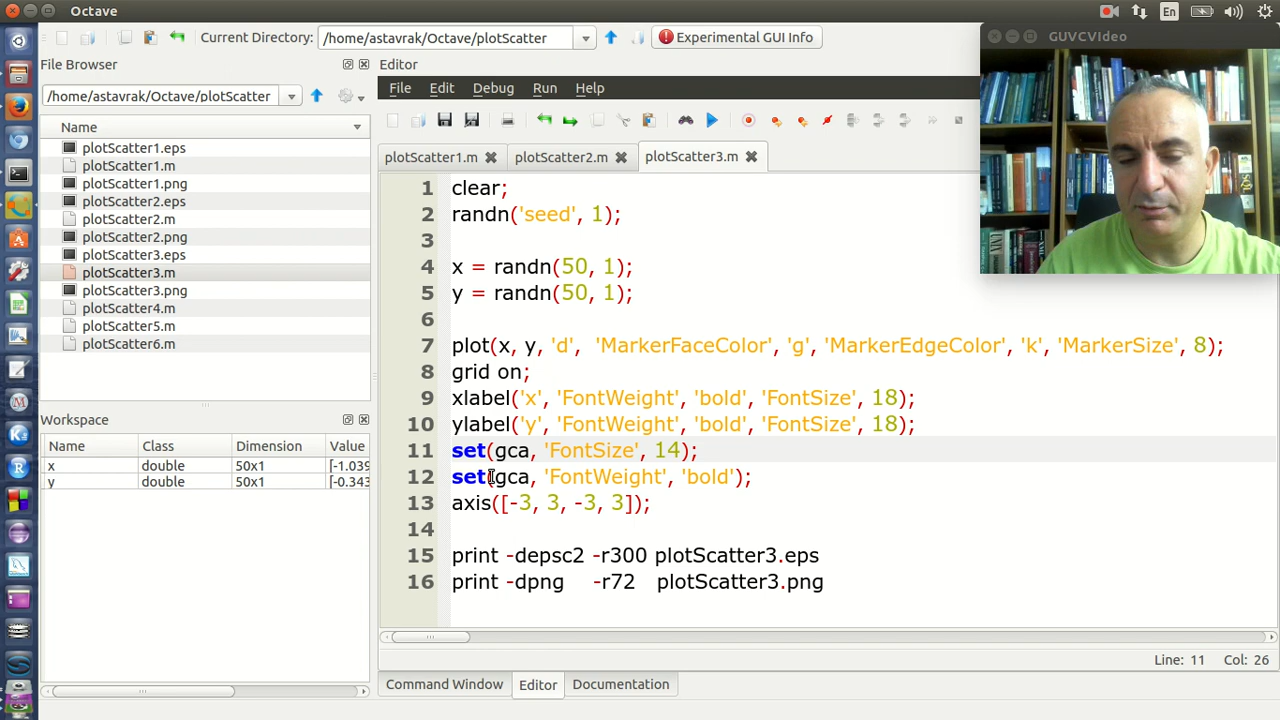 Octave
En
Current Directory: /home/astavrak/Octave/plotScatter Experimental GUI Info
GUVCVIdeo
File Browser
Editor
/home/astavrak/Octave/plotScatter
File Edit Debug Run Help
Name
plotScatter1.eps
plotScatter1.m
plotScatter1.png
plotScatter2.eps
plotScatter2.m
plotScatter2.png
plotScatter3.eps
plotScatter3.m
plotScatter3.png
plotScatter4.m
plotScatter5.m
plotScatter6.m
Workspace
Name Class Dimension Value
x double 50x1 [-1.039
y double 50x1 [-0.343
plotScatter1.m plotScatter2.m plotScatter3.m
1 clear;
2 randn('seed', 1);
3
4 x = randn(50, 1);
5 y = randn(50, 1);
6
7 plot(x, y, 'd', 'MarkerFaceColor', 'g', 'MarkerEdgeColor', 'k', 'MarkerSize', 8);
8 grid on;
9 xlabel('x', 'FontWeight', 'bold', 'FontSize', 18);
10 ylabel('y', 'FontWeight', 'bold', 'FontSize', 18);
11 set(gca, 'FontSize', 14);
12 set(gca, 'FontWeight', 'bold');
13 axis([-3, 3, -3, 3]);
14
15 print -depsc2 -r300 plotScatter3.eps
16 print -dpng -r72 plotScatter3.png
Line: 11 Col: 26
Command Window Editor Documentation